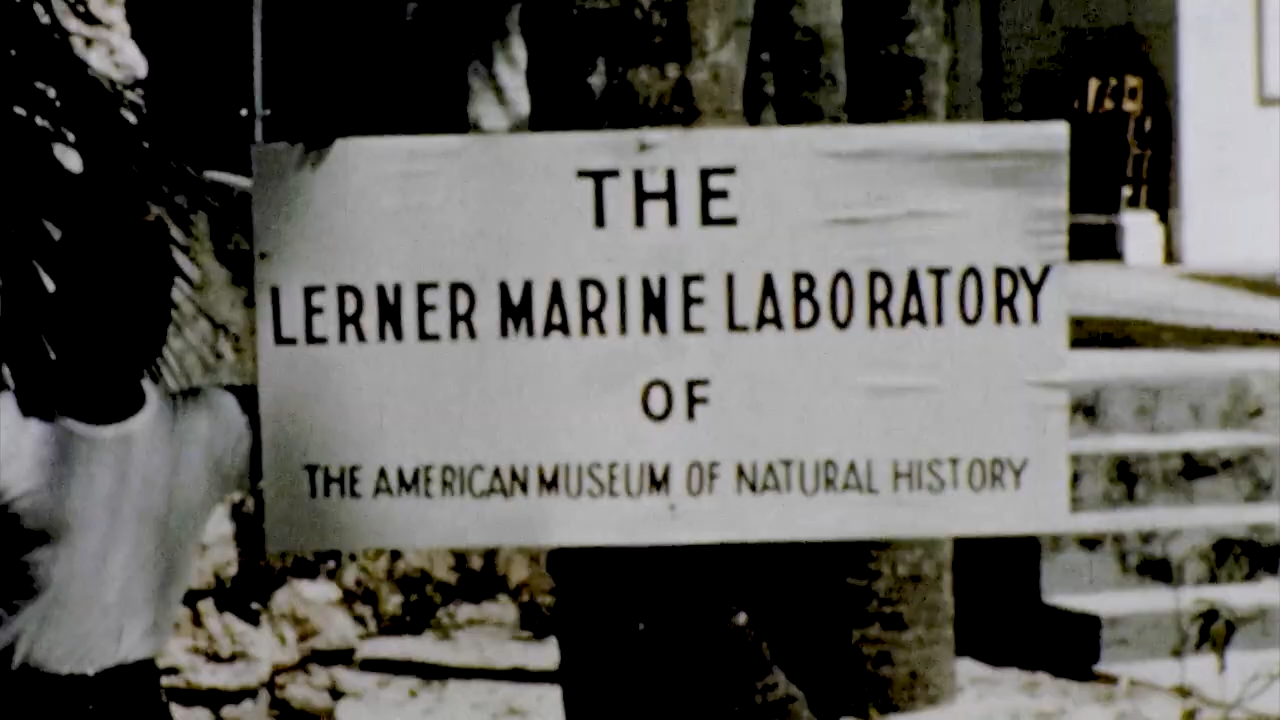 THE
LERNER MARINE LABORATORY
OF
THE AMERICAN MUSEUM OF NATURAL HISTORY